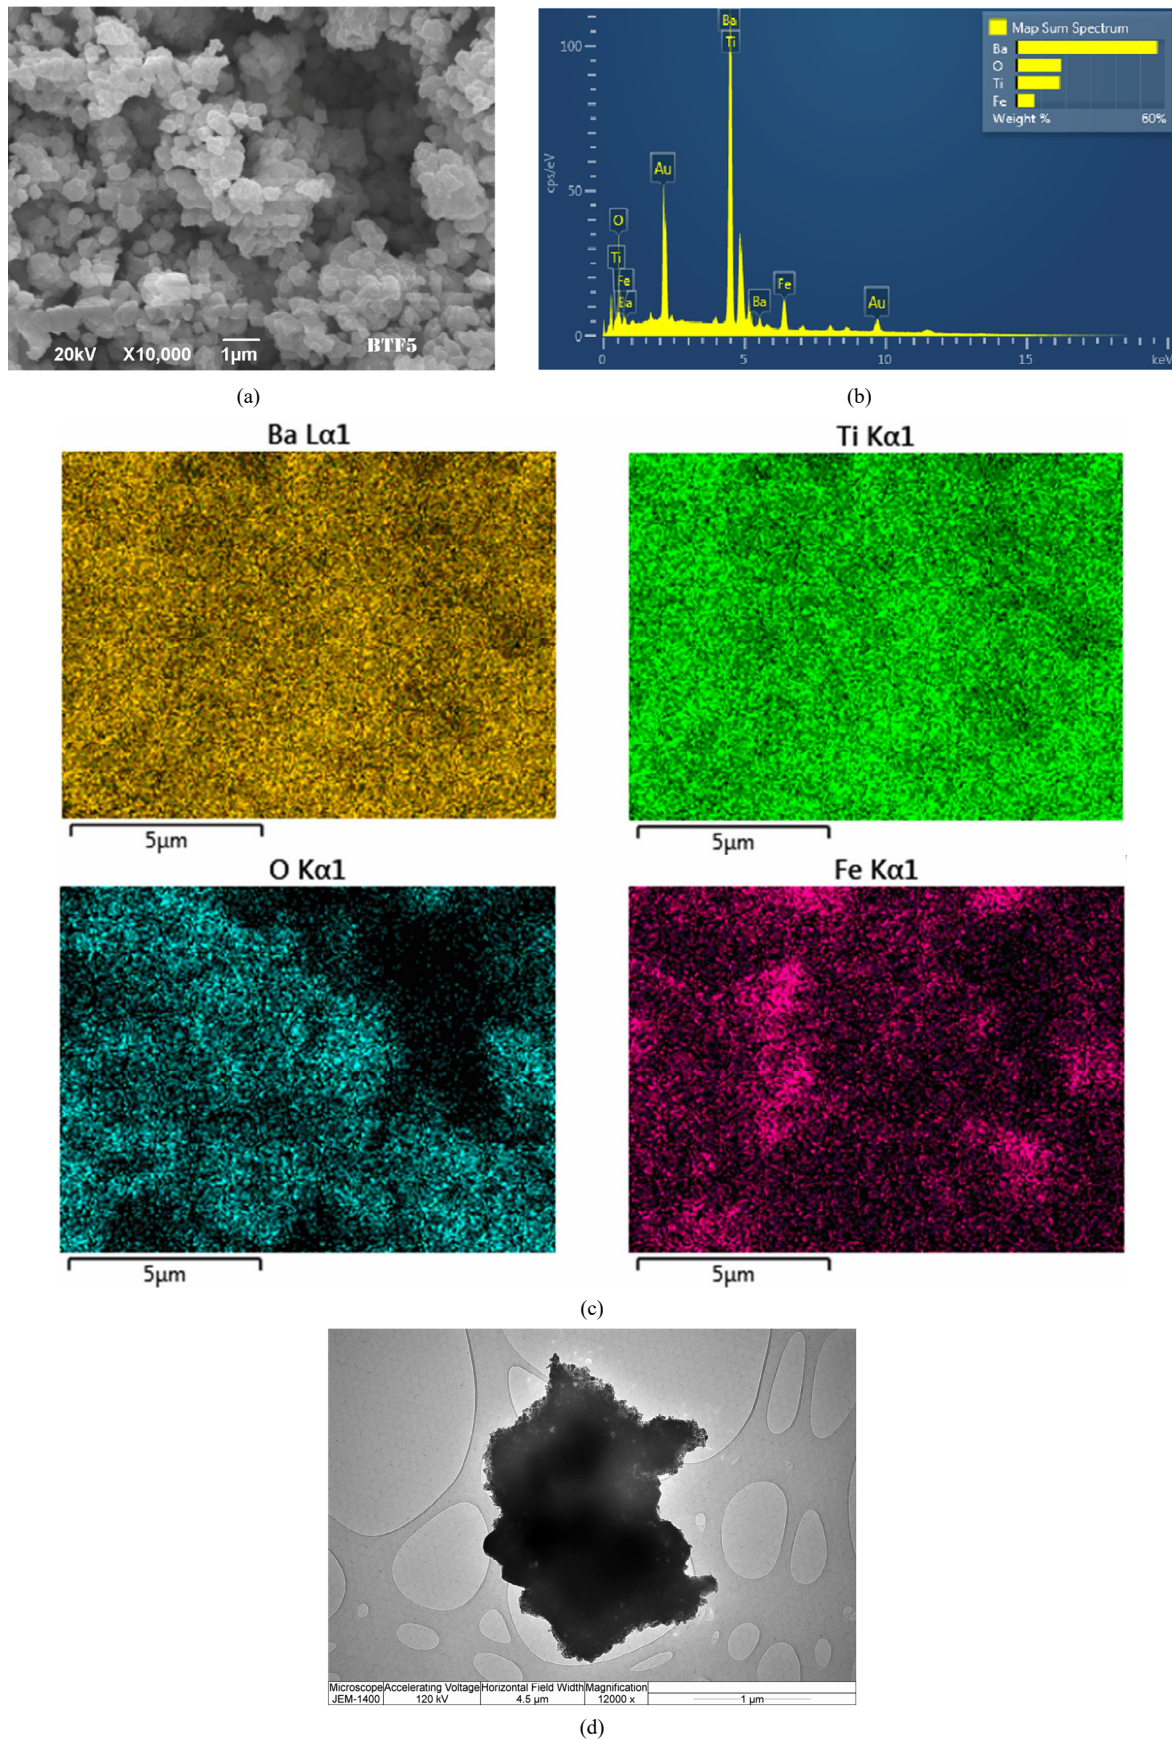 20kV X10,000 1μm BTF5
(a)
cps/eV
100
50
0
Ba
Ti
Au
O
Ti
Fe
Ba
Ba
Fe
Au
0 5 10 15 keV
Map Sum Spectrum
Ba
O
Ti
Fe
Weight % 60%
(b)
Ba Lα1
5μm
Ti Kα1
5μm
O Kα1
5μm
Fe Kα1
5μm
(c)
Microscope Accelerating Voltage Horizontal Field Width Magnification
JEM-1400 120 kV 4.5 μm 12000 x 1 μm
(d)